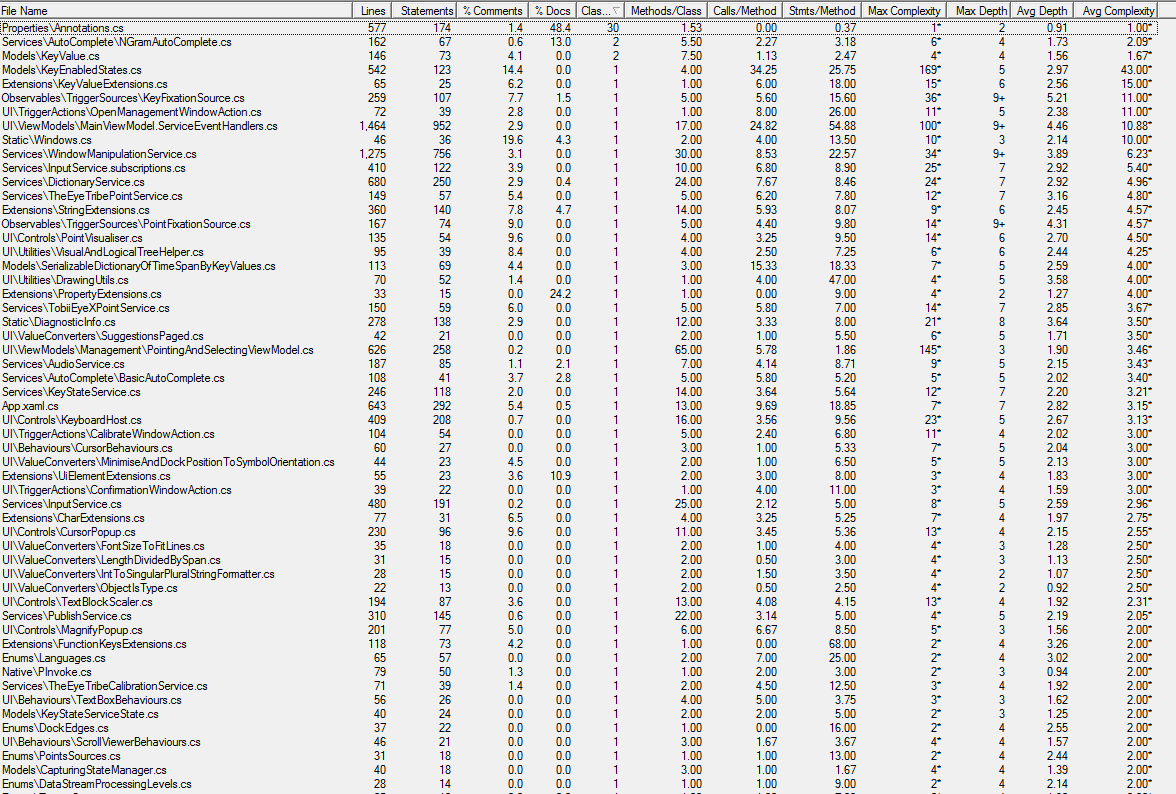 File Name Lines Statements % Comments % Docs Clas... Methods/Class Calls/Method Stmts/Method Max Complexity Max Depth Avg Depth Avg Complexity
Properties\Annotations.cs 577 174 1.4 48.4 30 1.53 0.00 0.37 1* 2 0.91 1.00*
Services\AutoComplete\NGramAutoComplete.cs 162 67 0.6 13.0 2 5.50 2.27 3.18 6* 4 1.73 2.09*
Models\KeyValue.cs 146 73 4.1 0.0 2 7.50 1.13 2.47 4* 4 1.56 1.67*
Models\KeyEnabledStates.cs 542 123 14.4 0.0 1 4.00 34.25 25.75 169* 5 2.97 43.00*
Extensions\KeyValueExtensions.cs 65 25 6.2 0.0 1 1.00 6.00 18.00 15* 6 2.56 15.00*
Observables\TriggerSources\KeyFixationSource.cs 259 107 7.7 1.5 1 5.00 5.60 15.60 36* 9+ 5.21 11.00*
UI\TriggerActions\OpenManagementWindowAction.cs 72 39 2.8 0.0 1 1.00 8.00 26.00 11* 5 2.38 11.00*
UI\ViewModels\MainViewModel.ServiceEventHandlers.cs 1,464 952 2.9 0.0 1 17.00 24.82 54.88 100* 9+ 4.46 10.88*
Static\Windows.cs 46 36 19.6 4.3 1 2.00 4.00 13.50 10* 3 2.14 10.00*
Services\WindowManipulationService.cs 1,275 756 3.1 0.0 1 30.00 8.53 22.57 34* 9+ 3.89 6.23*
Services\InputService.subscriptions.cs 410 122 3.9 0.0 1 10.00 6.80 8.90 25* 7 2.92 5.40*
Services\DictionaryService.cs 680 250 2.9 0.4 1 24.00 7.67 8.46 24* 7 2.92 4.96*
Services\TheEyeTribePointService.cs 149 57 5.4 0.0 1 5.00 6.20 7.80 12* 7 3.16 4.80*
Extensions\StringExtensions.cs 360 140 7.8 4.7 1 14.00 5.93 8.07 9* 6 2.45 4.57*
Observables\TriggerSources\PointFixationSource.cs 167 74 9.0 0.0 1 5.00 4.40 9.80 14* 9+ 4.31 4.57*
UI\Controls\PointVisualiser.cs 135 54 9.6 0.0 1 4.00 3.25 9.50 14* 6 2.70 4.50*
UI\Utilities\VisualAndLogicalTreeHelper.cs 95 39 8.4 0.0 1 4.00 2.50 7.25 6* 6 2.44 4.25*
Models\SerializableDictionaryOfTimeSpanByKeyValues.cs 113 69 4.4 0.0 1 3.00 15.33 18.33 7* 5 2.59 4.00*
UI\Utilities\DrawingUtils.cs 70 52 1.4 0.0 1 1.00 4.00 47.00 4* 5 3.58 4.00*
Extensions\PropertyExtensions.cs 33 15 0.0 24.2 1 1.00 0.00 9.00 4* 2 1.27 4.00*
Services\TobiiEyeXPointService.cs 150 59 6.0 0.0 1 5.00 5.80 7.00 14* 7 2.85 3.67*
Static\DiagnosticInfo.cs 278 138 2.9 0.0 1 12.00 3.33 8.00 21* 8 3.64 3.50*
UI\ValueConverters\SuggestionsPaged.cs 42 21 0.0 0.0 1 2.00 1.00 5.50 6* 5 1.71 3.50*
UI\ViewModels\Management\PointingAndSelectingViewModel.cs 626 258 0.2 0.0 1 65.00 5.78 1.86 145* 3 1.90 3.46*
Services\AudioService.cs 187 85 1.1 2.1 1 7.00 4.14 8.71 9* 5 2.15 3.43*
Services\AutoComplete\BasicAutoComplete.cs 108 41 3.7 2.8 1 5.00 5.80 5.20 5* 5 2.02 3.40*
Services\KeyStateService.cs 246 118 2.0 0.0 1 14.00 3.64 5.64 12* 7 2.20 3.21*
App.xaml.cs 643 292 5.4 0.5 1 13.00 9.69 18.85 7* 7 2.82 3.15*
UI\Controls\KeyboardHost.cs 409 208 0.7 0.0 1 16.00 3.56 9.56 23* 5 2.67 3.13*
UI\TriggerActions\CalibrateWindowAction.cs 104 54 0.0 0.0 1 5.00 2.40 6.80 11* 4 2.02 3.00*
UI\Behaviours\CursorBehaviours.cs 60 27 0.0 0.0 1 3.00 1.00 5.33 7* 5 2.04 3.00*
UI\ValueConverters\MinimiseAndDockPositionToSymbolOrientation.cs 44 23 4.5 0.0 1 2.00 1.00 6.50 5* 5 2.13 3.00*
Extensions\UiElementExtensions.cs 55 23 3.6 10.9 1 2.00 3.00 8.00 3* 4 1.83 3.00*
UI\TriggerActions\ConfirmationWindowAction.cs 39 22 0.0 0.0 1 1.00 4.00 11.00 3* 4 1.59 3.00*
Services\InputService.cs 480 191 0.2 0.0 1 25.00 2.12 5.00 8* 5 2.59 2.96*
Extensions\CharExtensions.cs 77 31 6.5 0.0 1 4.00 3.25 5.25 7* 4 1.97 2.75*
UI\Controls\CursorPopup.cs 230 96 9.6 0.0 1 11.00 3.45 5.36 13* 4 2.15 2.55*
UI\ValueConverters\FontSizeToFitLines.cs 35 18 0.0 0.0 1 2.00 1.00 4.00 4* 3 1.28 2.50*
UI\ValueConverters\LengthDividedBySpan.cs 31 15 0.0 0.0 1 2.00 0.50 3.00 4* 3 1.13 2.50*
UI\ValueConverters\IntToSingularPluralStringFormatter.cs 28 15 0.0 0.0 1 2.00 1.50 3.50 4* 2 1.07 2.50*
UI\ValueConverters\ObjectIsType.cs 22 13 0.0 0.0 1 2.00 0.50 2.50 4* 2 0.92 2.50*
UI\Controls\TextBlockScaler.cs 194 87 3.6 0.0 1 13.00 4.08 4.15 13* 4 1.92 2.31*
Services\PublishService.cs 310 145 0.6 0.0 1 22.00 3.14 5.00 4* 5 2.19 2.05*
UI\Controls\MagnifyPopup.cs 201 77 5.0 0.0 1 6.00 6.67 8.50 5* 3 1.56 2.00*
Extensions\FunctionKeysExtensions.cs 118 73 4.2 0.0 1 1.00 0.00 68.00 2* 4 3.26 2.00*
Enums\Languages.cs 65 57 0.0 0.0 1 2.00 7.00 25.00 2* 4 3.02 2.00*
Native\PInvoke.cs 79 50 1.3 0.0 1 1.00 2.00 3.00 2* 3 0.94 2.00*
Services\TheEyeTribeCalibrationService.cs 71 39 1.4 0.0 1 2.00 4.50 12.50 3* 4 1.92 2.00*
UI\Behaviours\TextBoxBehaviours.cs 56 26 0.0 0.0 1 4.00 5.00 3.75 3* 3 1.62 2.00*
Models\KeyStateServiceState.cs 40 24 0.0 0.0 1 2.00 2.00 5.00 2* 3 1.25 2.00*
Enums\DockEdges.cs 37 22 0.0 0.0 1 1.00 0.00 16.00 2* 4 2.55 2.00*
UI\Behaviours\ScrollViewerBehaviours.cs 46 21 0.0 0.0 1 3.00 1.67 3.67 4* 4 1.57 2.00*
Enums\PointsSources.cs 31 18 0.0 0.0 1 1.00 1.00 13.00 2* 4 2.44 2.00*
Models\CapturingStateManager.cs 40 18 0.0 0.0 1 3.00 1.00 1.67 4* 4 1.39 2.00*
Enums\DataStreamProcessingLevels.cs 28 14 0.0 0.0 1 1.00 1.00 9.00 2* 4 2.14 2.00*